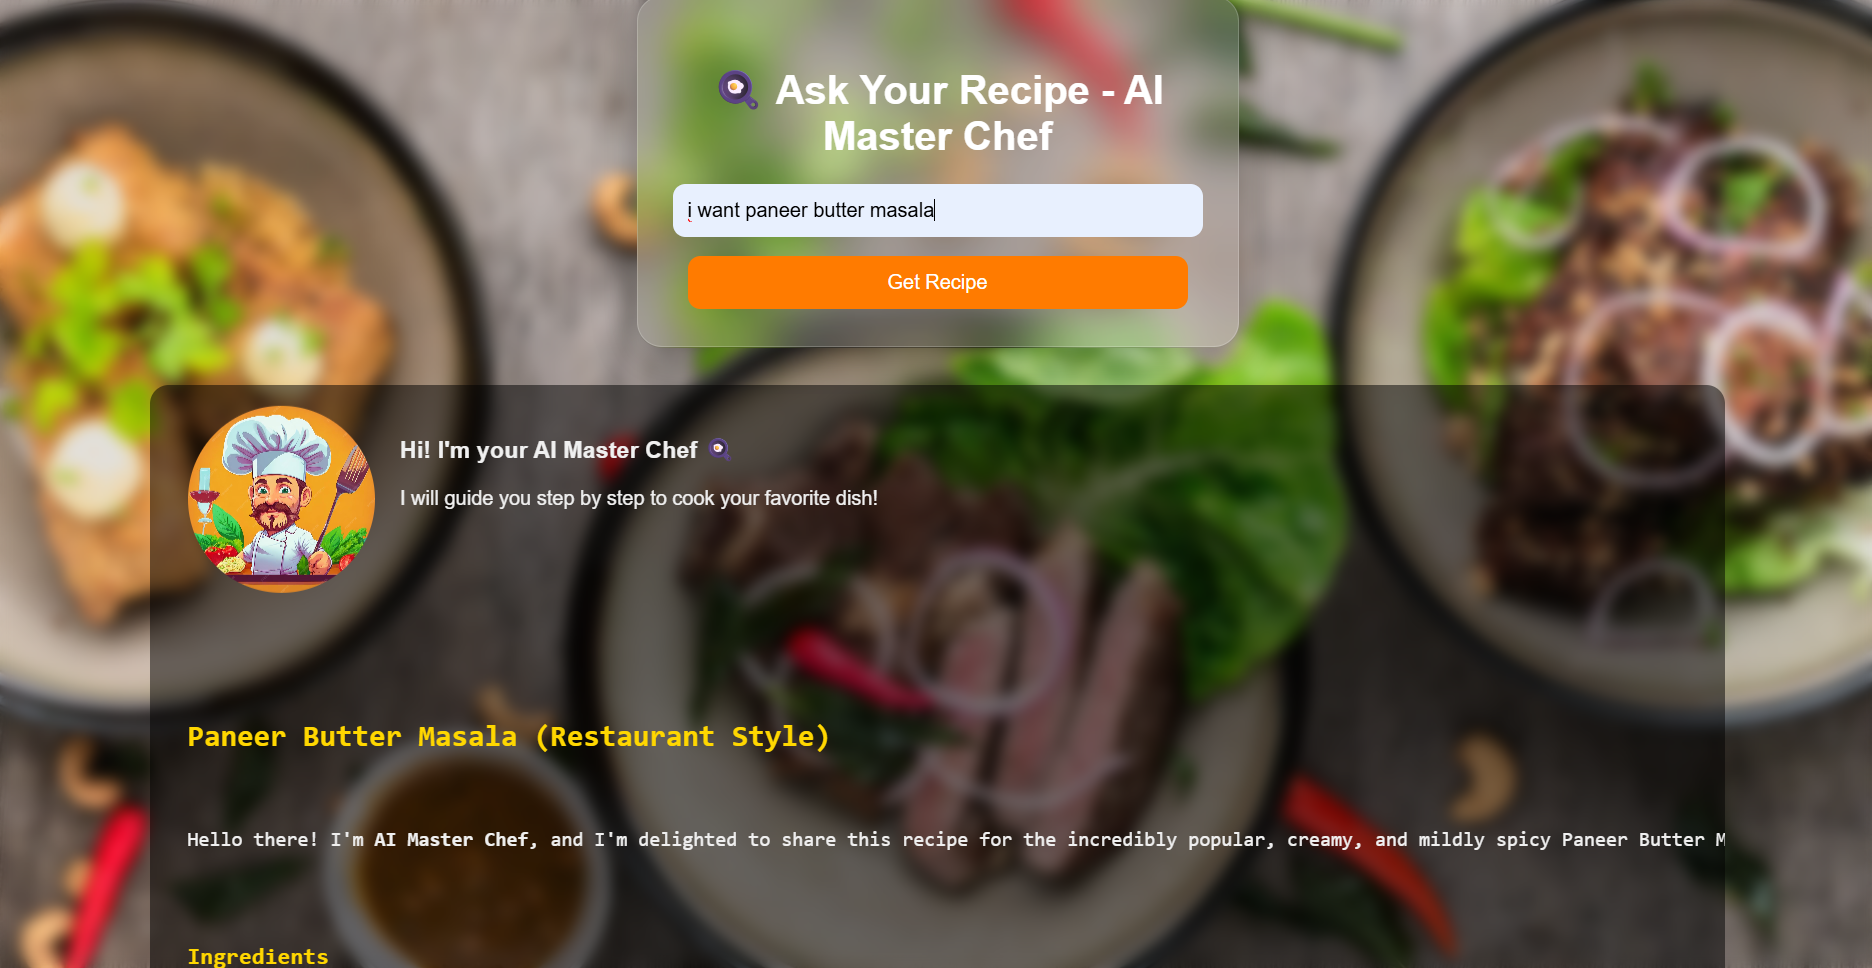 🍳 Ask Your Recipe - AI
Master Chef
i want paneer butter masala
Get Recipe
Hi! I'm your AI Master Chef 🍳
I will guide you step by step to cook your favorite dish!
Paneer Butter Masala (Restaurant Style)
Hello there! I'm AI Master Chef, and I'm delighted to share this recipe for the incredibly popular, creamy, and mildly spicy Paneer Butter
Ingredients